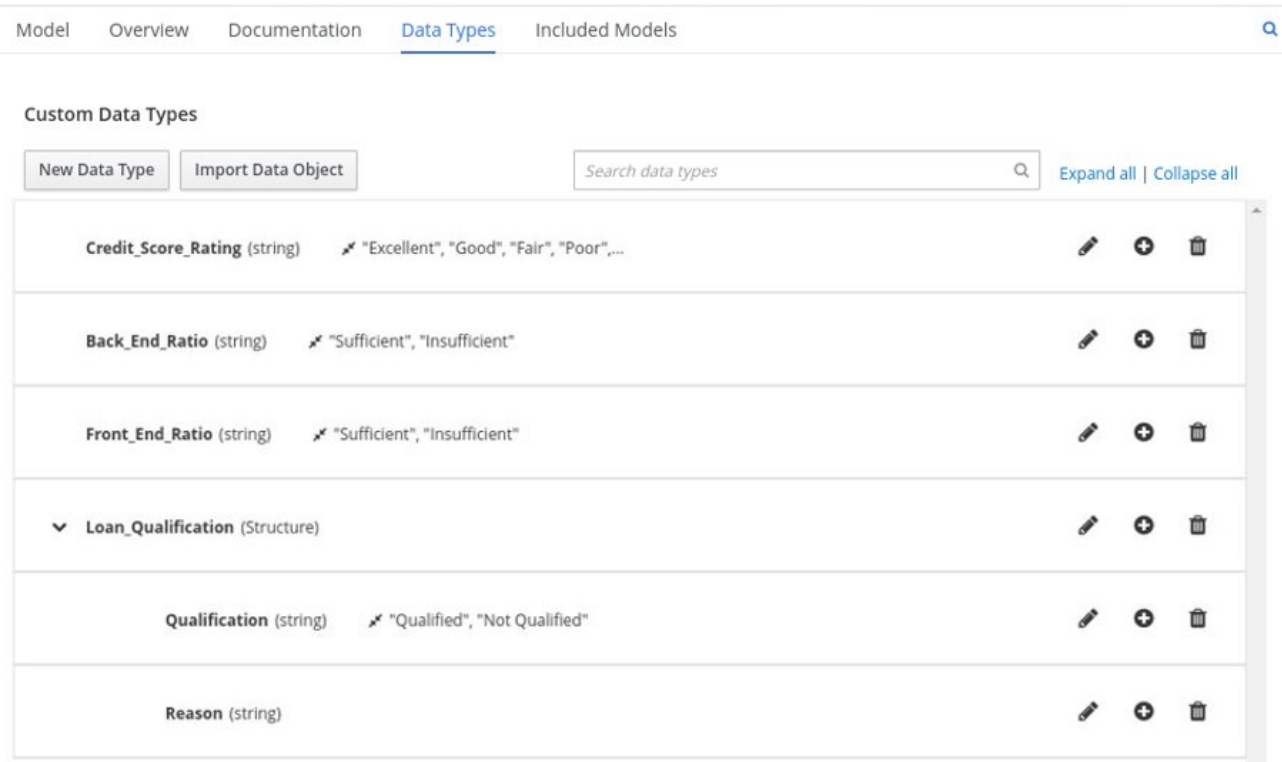 Model Overview Documentation Data Types Included Models
Custom Data Types
New Data Type Import Data Object Search data types Expand all | Collapse all
Credit_Score_Rating (string) "Excellent", "Good", "Fair", "Poor",...
Back_End_Ratio (string) "Sufficient", "Insufficient"
Front_End_Ratio (string) "Sufficient", "Insufficient"
Loan_Qualification (Structure)
Qualification (string) "Qualified", "Not Qualified"
Reason (string)